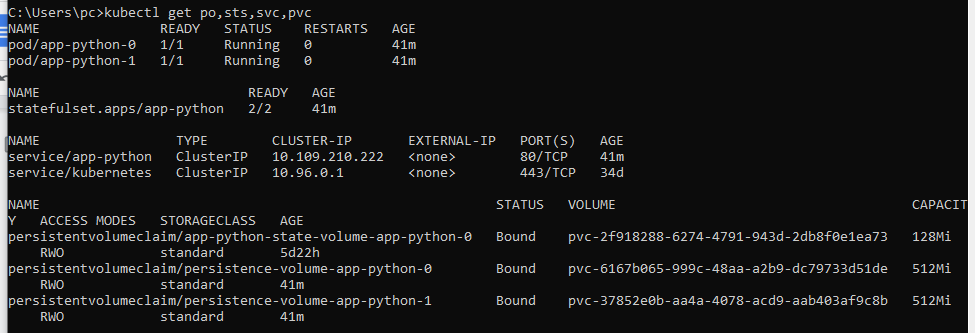 C:\Users\pc>kubectl get po,sts,svc,pvc
NAME READY STATUS RESTARTS AGE
pod/app-python-0 1/1 Running 0 41m
pod/app-python-1 1/1 Running 0 41m
NAME READY AGE
statefulset.apps/app-python 2/2 41m
NAME TYPE CLUSTER-IP EXTERNAL-IP PORT(S) AGE
service/app-python ClusterIP 10.109.210.222 <none> 80/TCP 41m
service/kubernetes ClusterIP 10.96.0.1 <none> 443/TCP 34d
NAME STATUS VOLUME CAPACIT
Y ACCESS MODES STORAGECLASS AGE
persistentvolumeclaim/app-python-state-volume-app-python-0 Bound pvc-2f918288-6274-4791-943d-2db8f0e1ea73 128Mi
RWO standard 5d22h
persistentvolumeclaim/persistence-volume-app-python-0 Bound pvc-6167b065-999c-48aa-a2b9-dc79733d51de 512Mi
RWO standard 41m
persistentvolumeclaim/persistence-volume-app-python-1 Bound pvc-37852e0b-aa4a-4078-acd9-aab403af9c8b 512Mi
RWO standard 41m